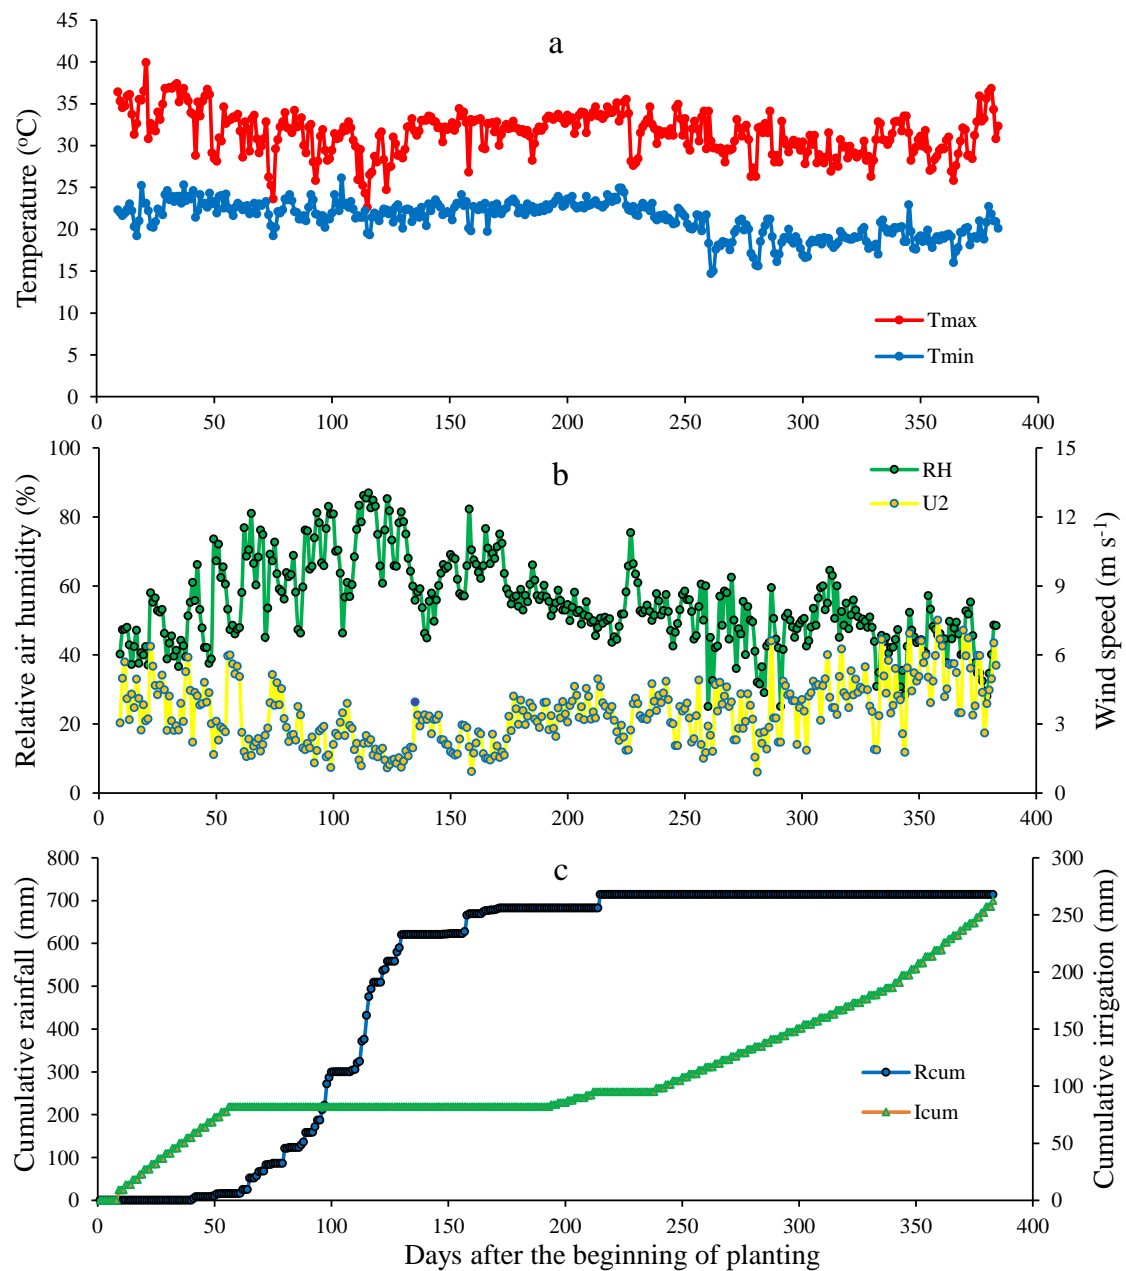 a
45
40
35
30
25
20
15
10
5
0
Temperature (°C)
Tmax
Tmin
0 50 100 150 200 250 300 350 400
b
100
80
60
40
20
0
Relative air humidity (%)
RH
U2
15
12
9
6
3
0
Wind speed (m s⁻¹)
0 50 100 150 200 250 300 350 400
c
800
700
600
500
400
300
200
100
0
Cumulative rainfall (mm)
Rcum
Icum
300
250
200
150
100
50
0
Cumulative irrigation (mm)
0 50 100 150 200 250 300 350 400
Days after the beginning of planting